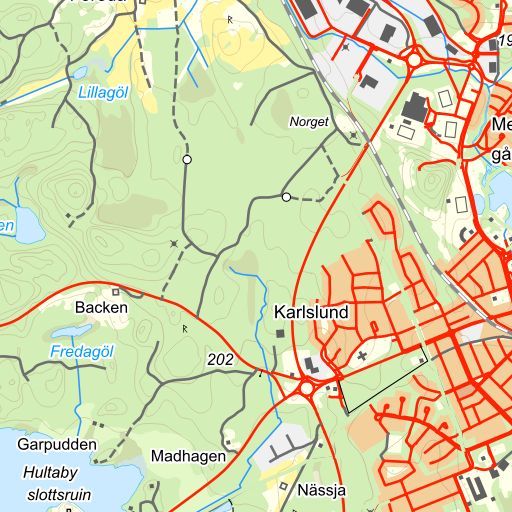 Lillagöl
Norget
Backen
Karlslund
Fredagöl
202
Garpudden
Hultaby
slottsruin
Madhagen
Nässja